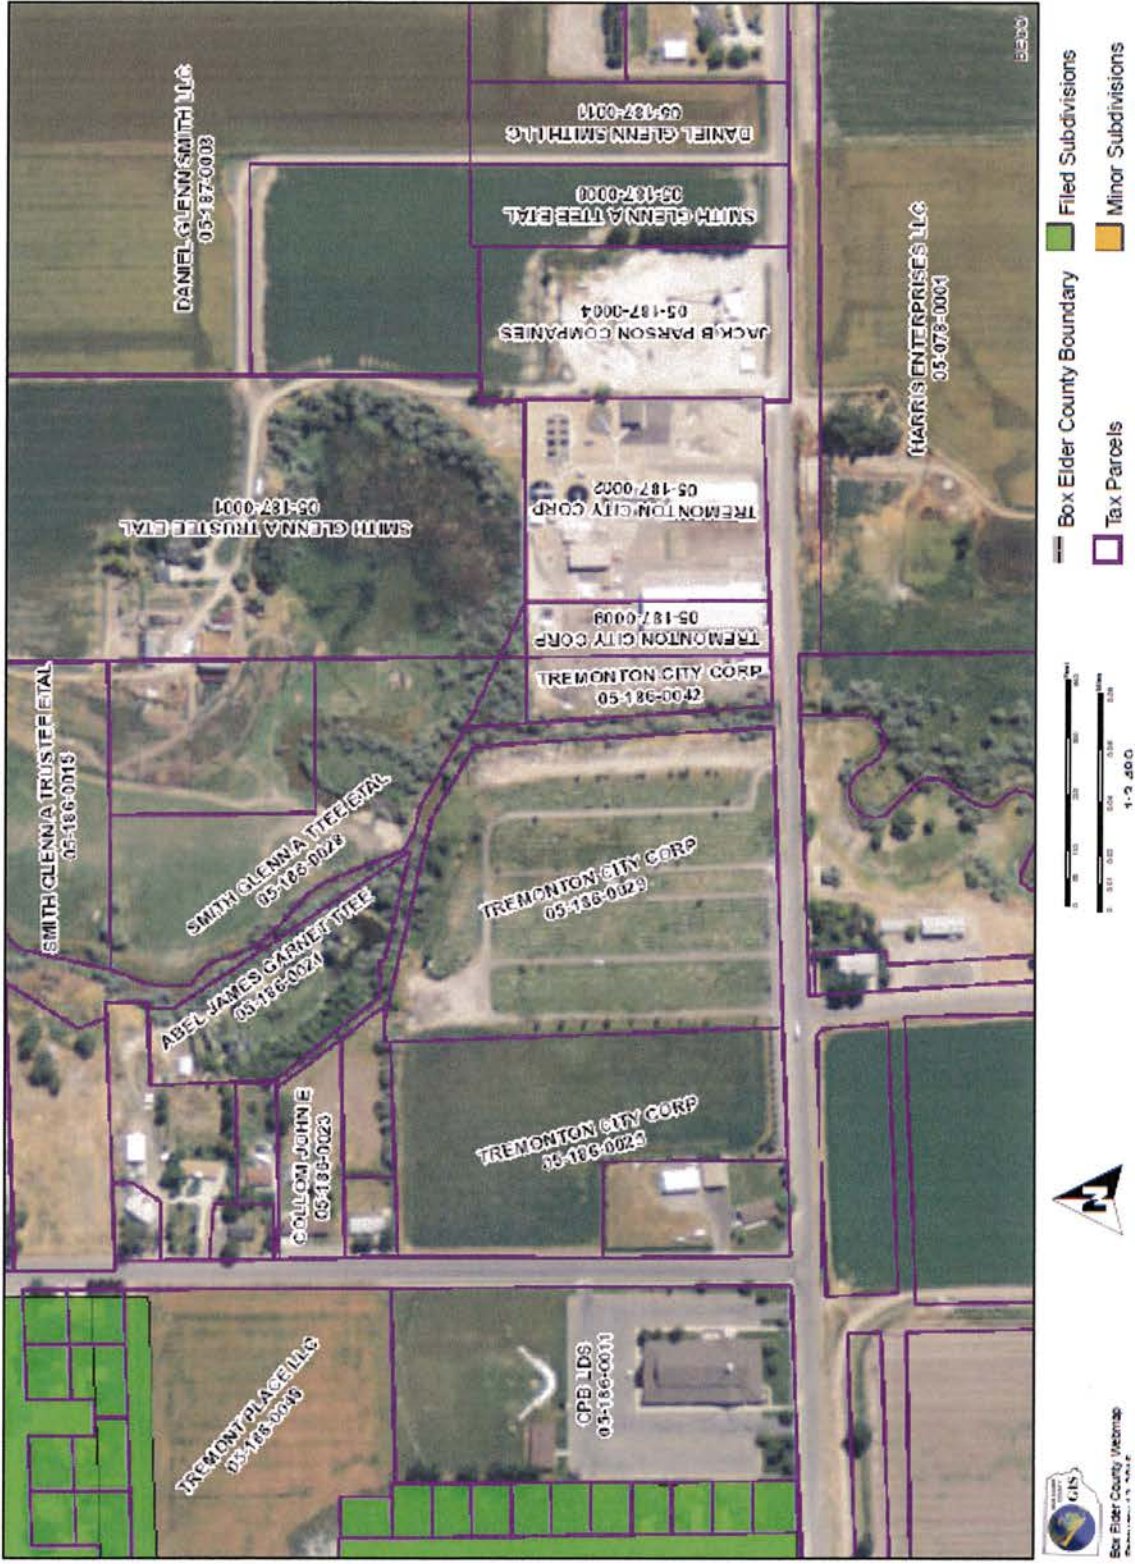 DANIEL GLENN SMITH LLC
05-187-0003
DANIEL GLENN SMITH LLC
05-187-0011
SMITH GLENN A TTEE ETAL
JACK B PARSON COMPANIES
05-187-0004
HARRIS ENTERPRISES LLC
05-078-0001
SMITH GLENN A TRUSTEE ETAL
05-187-0001
TREMONTON CITY CORP
05-187-0002
TREMONTON CITY CORP
05-187-0009
TREMONTON CITY CORP
05-186-0042
SMITH GLENN A TRUSTEE ETAL
05-186-0015
SMITH GLENN A TTEE ETAL
ABEL JAMES GARNET TTEE
TREMONTON CITY CORP
COLLOM JOHN E
05-186-0023
TREMONTON CITY CORP
TREMONT PLACE LLC
CPB LDS
05-186-0011
Box Elder County Boundary
Tax Parcels
Filed Subdivisions
Minor Subdivisions
N
GIS
Box Elder County Webmap